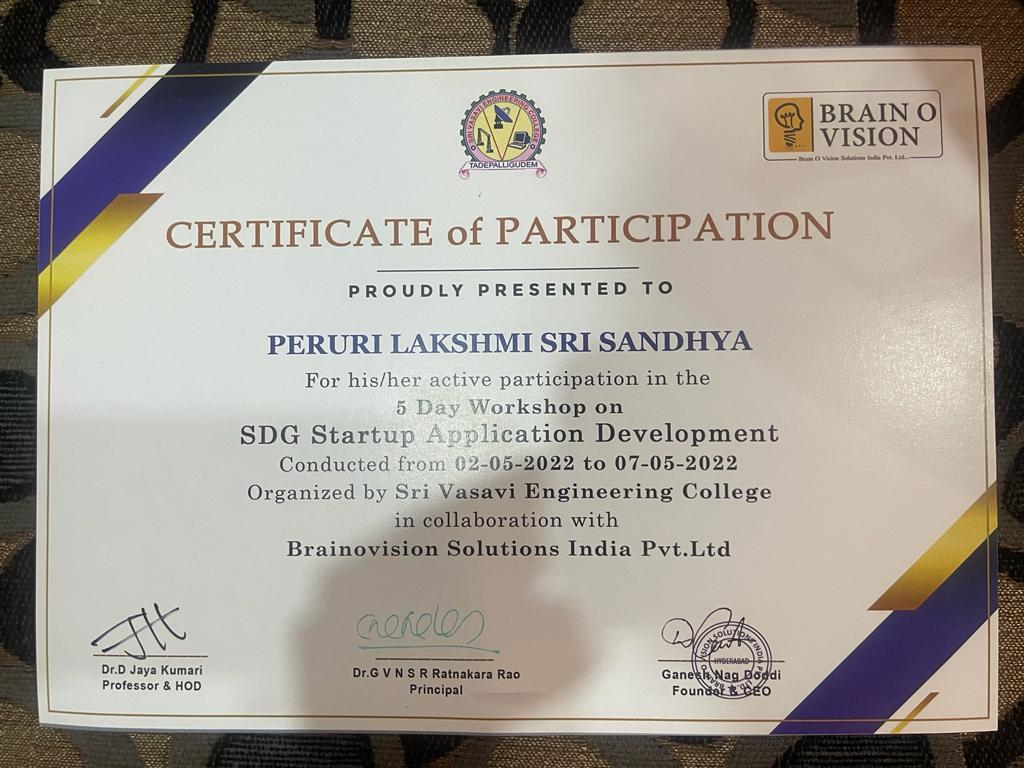 SRI VASAVI ENGINEERING COLLEGE
TADEPALLIGUDEM
BRAIN O
VISION
Brain O Vision Solutions India Pvt. Ltd...
CERTIFICATE of PARTICIPATION
PROUDLY PRESENTED TO
PERURI LAKSHMI SRI SANDHYA
For his/her active participation in the
5 Day Workshop on
SDG Startup Application Development
Conducted from 02-05-2022 to 07-05-2022
Organized by Sri Vasavi Engineering College
in collaboration with
Brainovision Solutions India Pvt.Ltd
Dr.D Jaya Kumari
Professor & HOD
Dr.G V N S R Ratnakara Rao
Principal
Ganesh Nag Doddi
Founder & CEO
HYDERABAD